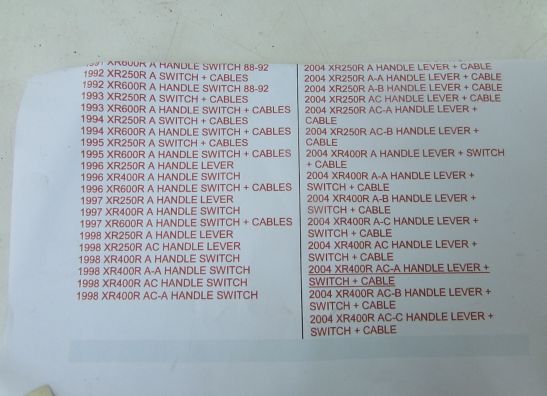 1991 XR600R A HANDLE SWITCH 88-92
1992 XR250R A SWITCH + CABLES
1992 XR600R A HANDLE SWITCH 88-92
1993 XR250R A SWITCH + CABLES
1993 XR600R A HANDLE SWITCH + CABLES
1994 XR250R A SWITCH + CABLES
1994 XR600R A HANDLE SWITCH + CABLES
1995 XR250R A SWITCH + CABLES
1995 XR600R A HANDLE SWITCH + CABLES
1996 XR250R A HANDLE LEVER
1996 XR400R A HANDLE SWITCH
1996 XR600R A HANDLE SWITCH + CABLES
1997 XR250R A HANDLE LEVER
1997 XR400R A HANDLE SWITCH
1997 XR600R A HANDLE SWITCH + CABLES
1998 XR250R A HANDLE LEVER
1998 XR250R AC HANDLE LEVER
1998 XR400R A HANDLE SWITCH
1998 XR400R A-A HANDLE SWITCH
1998 XR400R AC HANDLE SWITCH
1998 XR400R AC-A HANDLE SWITCH
2004 XR250R A HANDLE LEVER + CABLE
2004 XR250R A-A HANDLE LEVER + CABLE
2004 XR250R A-B HANDLE LEVER + CABLE
2004 XR250R AC HANDLE LEVER + CABLE
2004 XR250R AC-A HANDLE LEVER +
CABLE
2004 XR250R AC-B HANDLE LEVER +
CABLE
2004 XR400R A HANDLE LEVER + SWITCH
+ CABLE
2004 XR400R A-A HANDLE LEVER +
SWITCH + CABLE
2004 XR400R A-B HANDLE LEVER +
SWITCH + CABLE
2004 XR400R A-C HANDLE LEVER +
SWITCH + CABLE
2004 XR400R AC HANDLE LEVER +
SWITCH + CABLE
2004 XR400R AC-A HANDLE LEVER +
SWITCH + CABLE
2004 XR400R AC-B HANDLE LEVER +
SWITCH + CABLE
2004 XR400R AC-C HANDLE LEVER +
SWITCH + CABLE